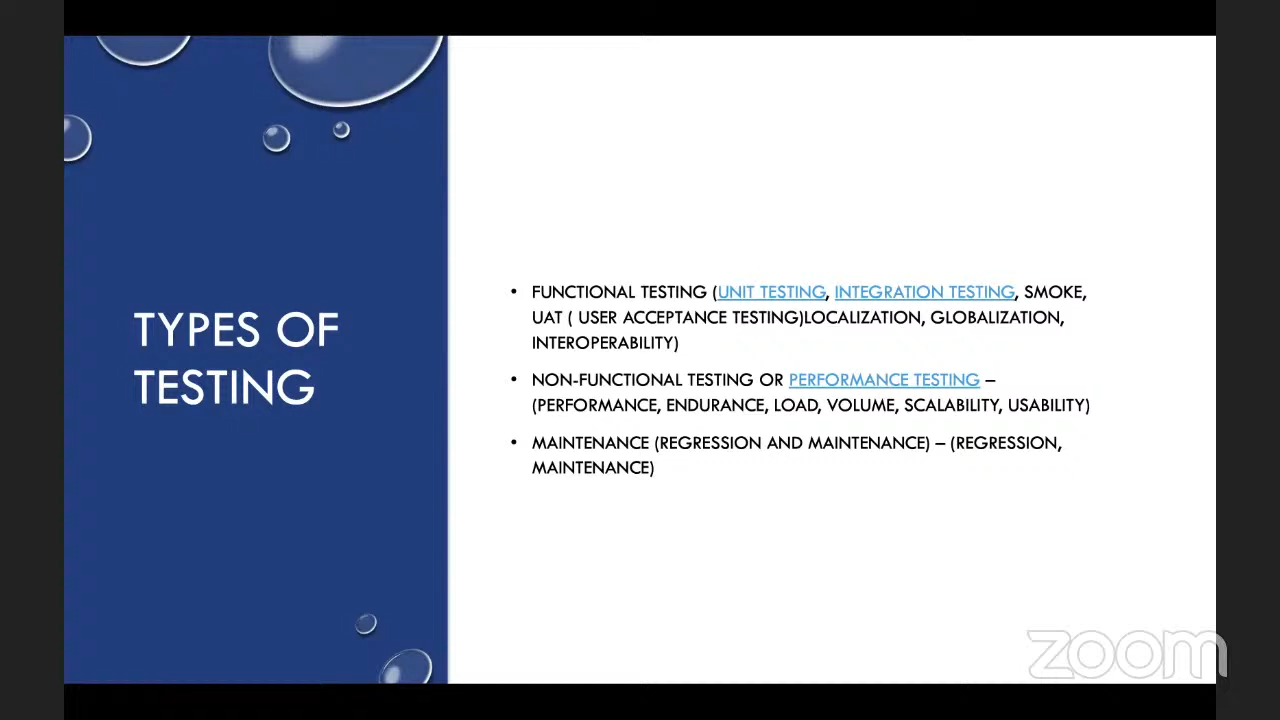 TYPES OF
TESTING
• FUNCTIONAL TESTING (UNIT TESTING, INTEGRATION TESTING, SMOKE,
UAT ( USER ACCEPTANCE TESTING)LOCALIZATION, GLOBALIZATION,
INTEROPERABILITY)
• NON-FUNCTIONAL TESTING OR PERFORMANCE TESTING –
(PERFORMANCE, ENDURANCE, LOAD, VOLUME, SCALABILITY, USABILITY)
• MAINTENANCE (REGRESSION AND MAINTENANCE) – (REGRESSION,
MAINTENANCE)
zoom